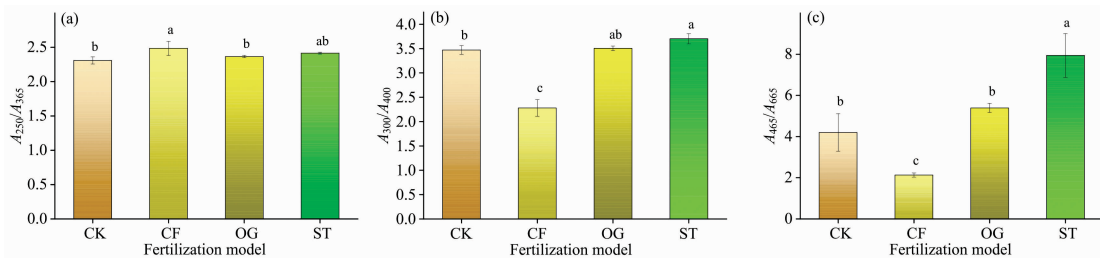 (a)
A250/A365
2.5
2.0
1.5
1.0
0.5
0.0
b
a
b
ab
CK
CF
OG
ST
Fertilization model
(b)
A300/A400
4.0
3.5
3.0
2.5
2.0
1.5
1.0
0.5
0.0
b
c
ab
a
CK
CF
OG
ST
Fertilization model
(c)
A465/A665
8
6
4
2
0
b
c
b
a
CK
CF
OG
ST
Fertilization model